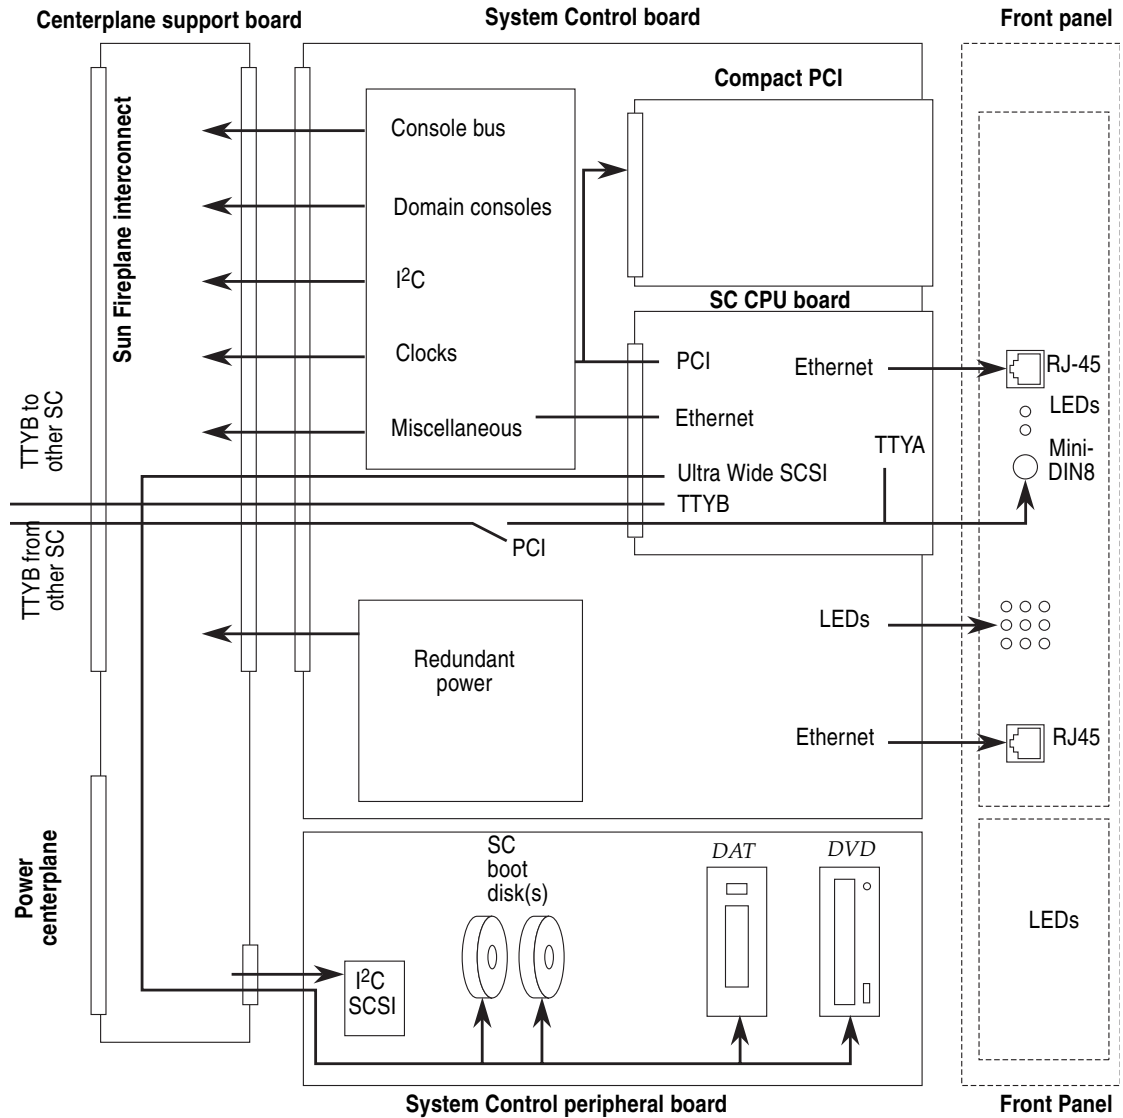 Centerplane support board
System Control board
Front panel
Compact PCI
Console bus
Domain consoles
I²C
Clocks
Miscellaneous
Sun Fireplane interconnect
SC CPU board
PCI
Ethernet
Ethernet
RJ-45
LEDs
Mini-
DIN8
TTYA
Ultra Wide SCSI
TTYB
TTYB to
other SC
TTYB from
other SC
PCI
LEDs
Redundant
power
Ethernet
RJ45
Power
centerplane
SC
boot
disk(s)
DAT
DVD
LEDs
I²C
SCSI
System Control peripheral board
Front Panel